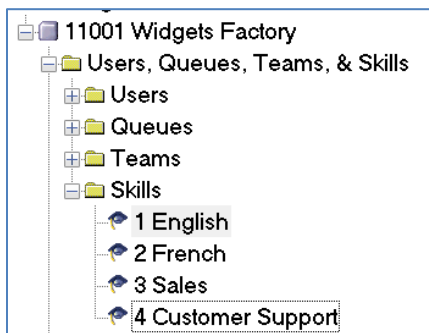 11001 Widgets Factory
Users, Queues, Teams, & Skills
Users
Queues
Teams
Skills
1 English
2 French
3 Sales
4 Customer Support